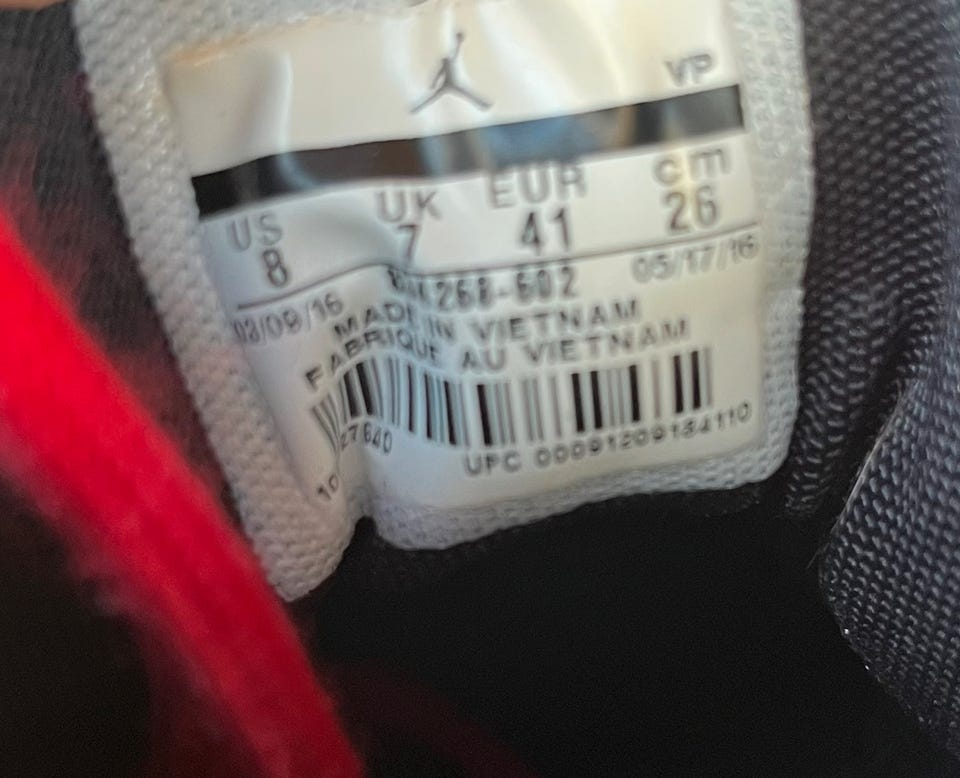 VP
US UK EUR cm
8 7 41 26
03/09/16 05/17/16
MADE IN VIETNAM
FABRIQUE AU VIETNAM
UPC 00091209134110